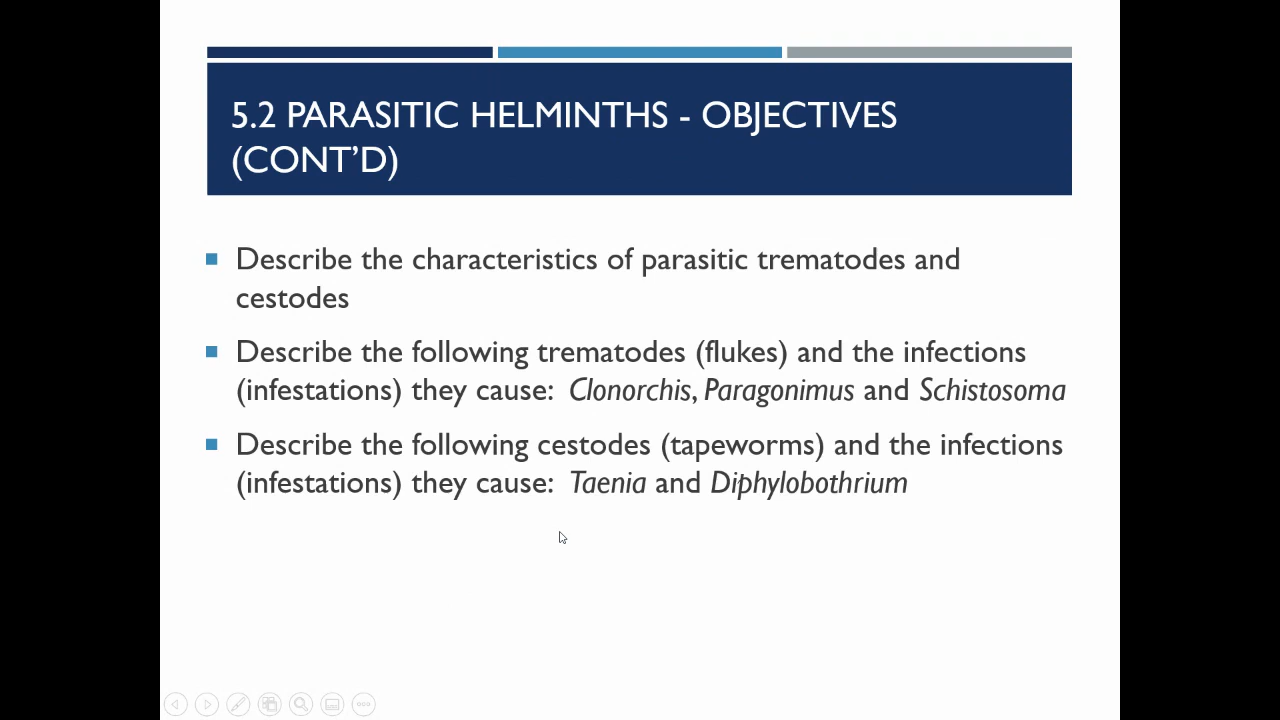 5.2 PARASITIC HELMINTHS - OBJECTIVES
(CONT’D)
Describe the characteristics of parasitic trematodes and
cestodes
Describe the following trematodes (flukes) and the infections
(infestations) they cause:  Clonorchis, Paragonimus and Schistosoma
Describe the following cestodes (tapeworms) and the infections
(infestations) they cause:  Taenia and Diphylobothrium